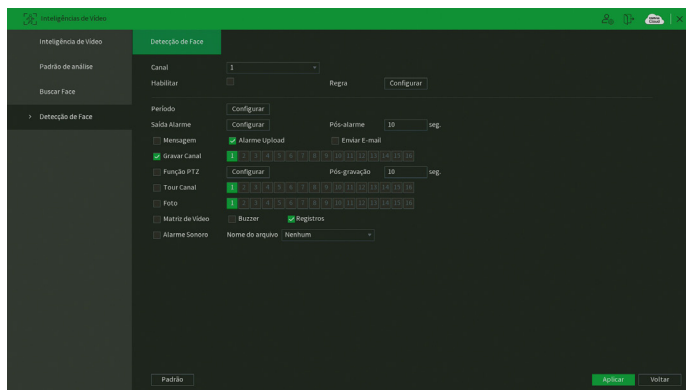 Inteligências de Vídeo
Inteligência de Vídeo
Padrão de análise
Buscar Face
> Detecção de Face
Detecção de Face
Canal 1
Habilitar Regra Configurar
Período Configurar
Saída Alarme Configurar Pós-alarme 10 seg.
Mensagem Alarme Upload Enviar E-mail
Gravar Canal 1 2 3 4 5 6 7 8 9 10 11 12 13 14 15 16
Função PTZ Configurar Pós-gravação 10 seg.
Tour Canal 1 2 3 4 5 6 7 8 9 10 11 12 13 14 15 16
Foto 1 2 3 4 5 6 7 8 9 10 11 12 13 14 15 16
Matriz de Vídeo Buzzer Registros
Alarme Sonoro Nome do arquivo Nenhum
Padrão Aplicar Voltar